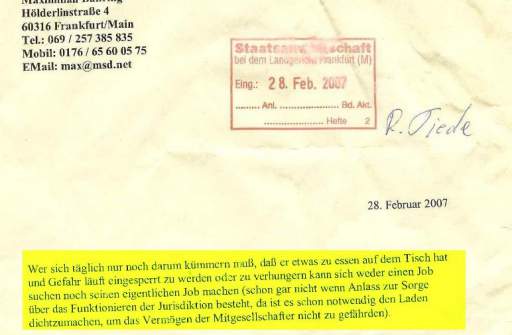 Hölderlinstraße 4
60316 Frankfurt/Main
Tel.: 069 / 257 385 835
Mobil: 0176 / 65 60 05 75
EMail: max@msd.net
bei dem Landgericht Frankfurt (M)
Eing.: 28. Feb. 2007
......... Anl. ..................... Bd. Akt.
..................... Hefte 2
R. Tiede
28. Februar 2007
Wer sich täglich nur noch darum kümmern muß, daß er etwas zu essen auf dem Tisch hat
und Gefahr läuft eingesperrt zu werden oder zu verhungern kann sich weder einen Job
suchen noch seinen eigentlichen Job machen (schon gar nicht wenn Anlass zur Sorge
über das Funktionieren der Jurisdiktion besteht, da ist es schon notwendig den Laden
dichtzumachen, um das Vermögen der Mitgesellschafter nicht zu gefährden).